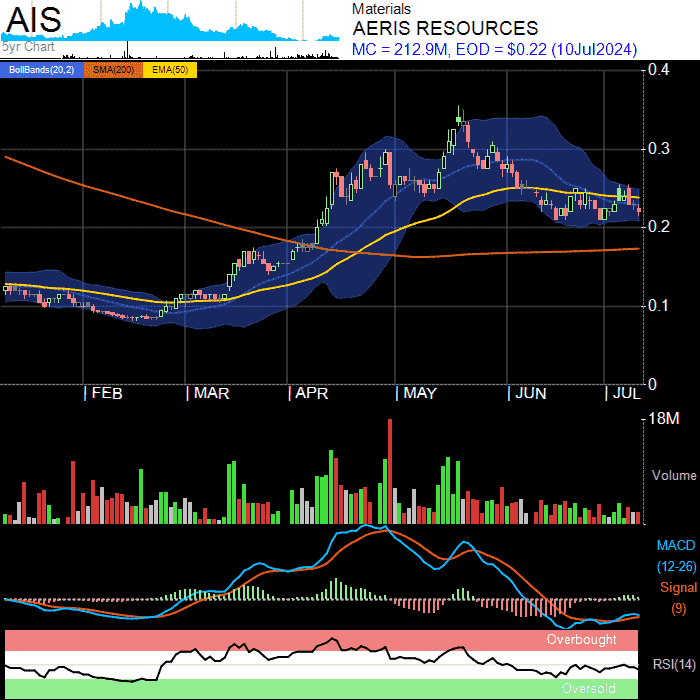 AIS
5yr Chart
Materials
AERIS RESOURCES
MC = 212.9M, EOD = $0.22 (10Jul2024)
BollBands(20,2) SMA(200) EMA(50)
0.4
0.3
0.2
0.1
0
| FEB | MAR | APR | MAY | JUN | JUL
18M
Volume
MACD
(12-26)
Signal
(9)
Overbought
RSI(14)
Oversold